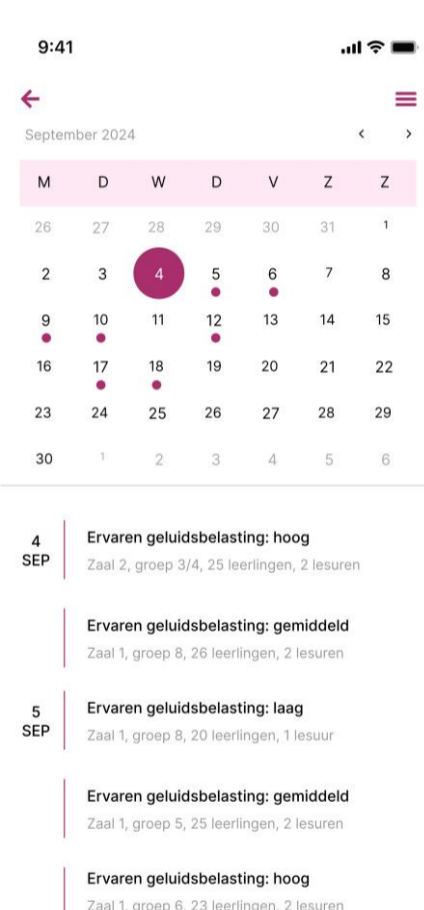 9:41
September 2024
M D W D V Z Z
26 27 28 29 30 31 1
2 3 4 5 6 7 8
9 10 11 12 13 14 15
16 17 18 19 20 21 22
23 24 25 26 27 28 29
30 1 2 3 4 5 6
4 SEP
Ervaren geluidsbelasting: hoog
Zaal 2, groep 3/4, 25 leerlingen, 2 lesuren
Ervaren geluidsbelasting: gemiddeld
Zaal 1, groep 8, 26 leerlingen, 2 lesuren
5 SEP
Ervaren geluidsbelasting: laag
Zaal 1, groep 8, 20 leerlingen, 1 lesuur
Ervaren geluidsbelasting: gemiddeld
Zaal 1, groep 5, 25 leerlingen, 2 lesuren
Ervaren geluidsbelasting: hoog
Zaal 1, groep 6, 23 leerlingen, 2 lesuren